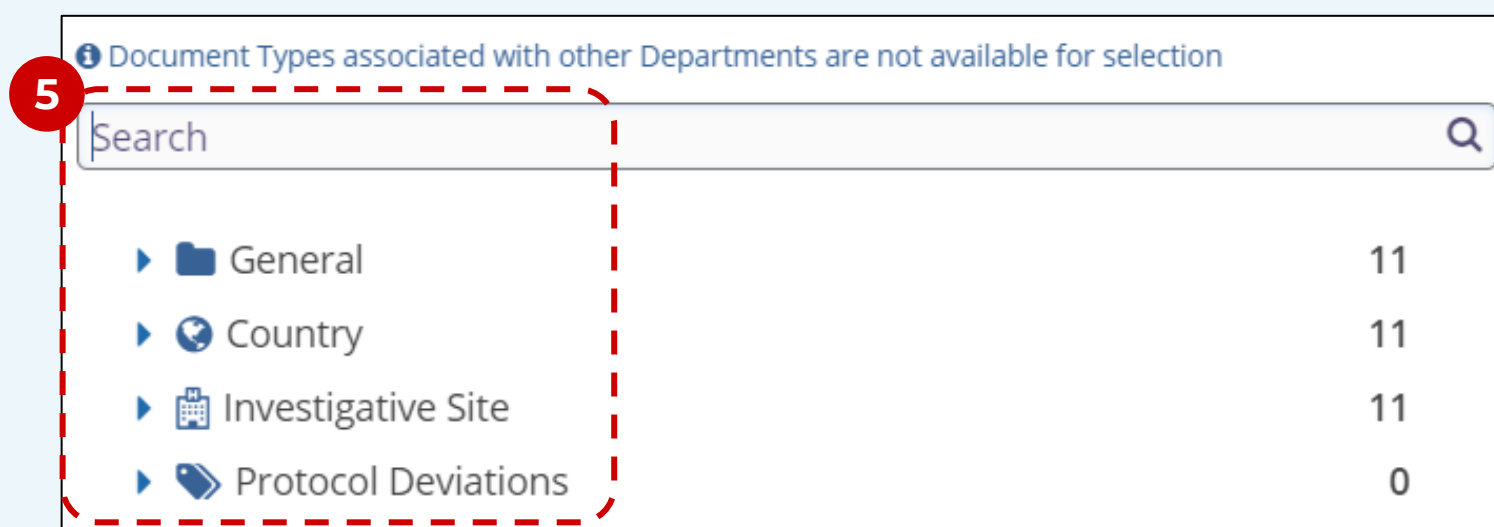 Document Types associated with other Departments are not available for selection
5
Search
General 11
Country 11
Investigative Site 11
Protocol Deviations 0